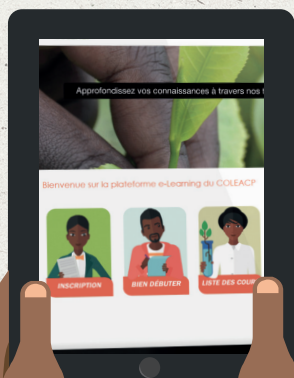 Approfondissez vos connaissances à travers nos
Bienvenue sur la plateforme e-Learning du COLEACP
INSCRIPTION
BIEN DÉBUTER
LISTE DES COUR